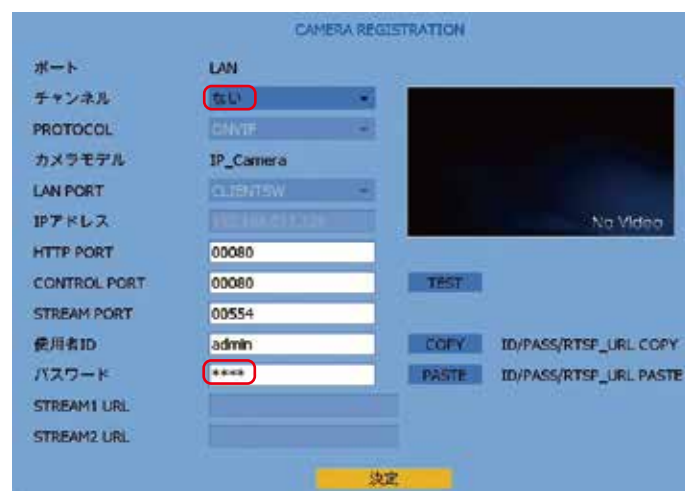 CAMERA REGISTRATION
ポート LAN
チャンネル ない
PROTOCOL ONVIF
カメラモデル IP_Camera
LAN PORT CLIENTSW
IPアドレス
No Video
HTTP PORT 00080
CONTROL PORT 00080 TEST
STREAM PORT 00554
使用者ID admin COPY ID/PASS/RTSP_URL COPY
パスワード **** PASTE ID/PASS/RTSP_URL PASTE
STREAM1 URL
STREAM2 URL
決定